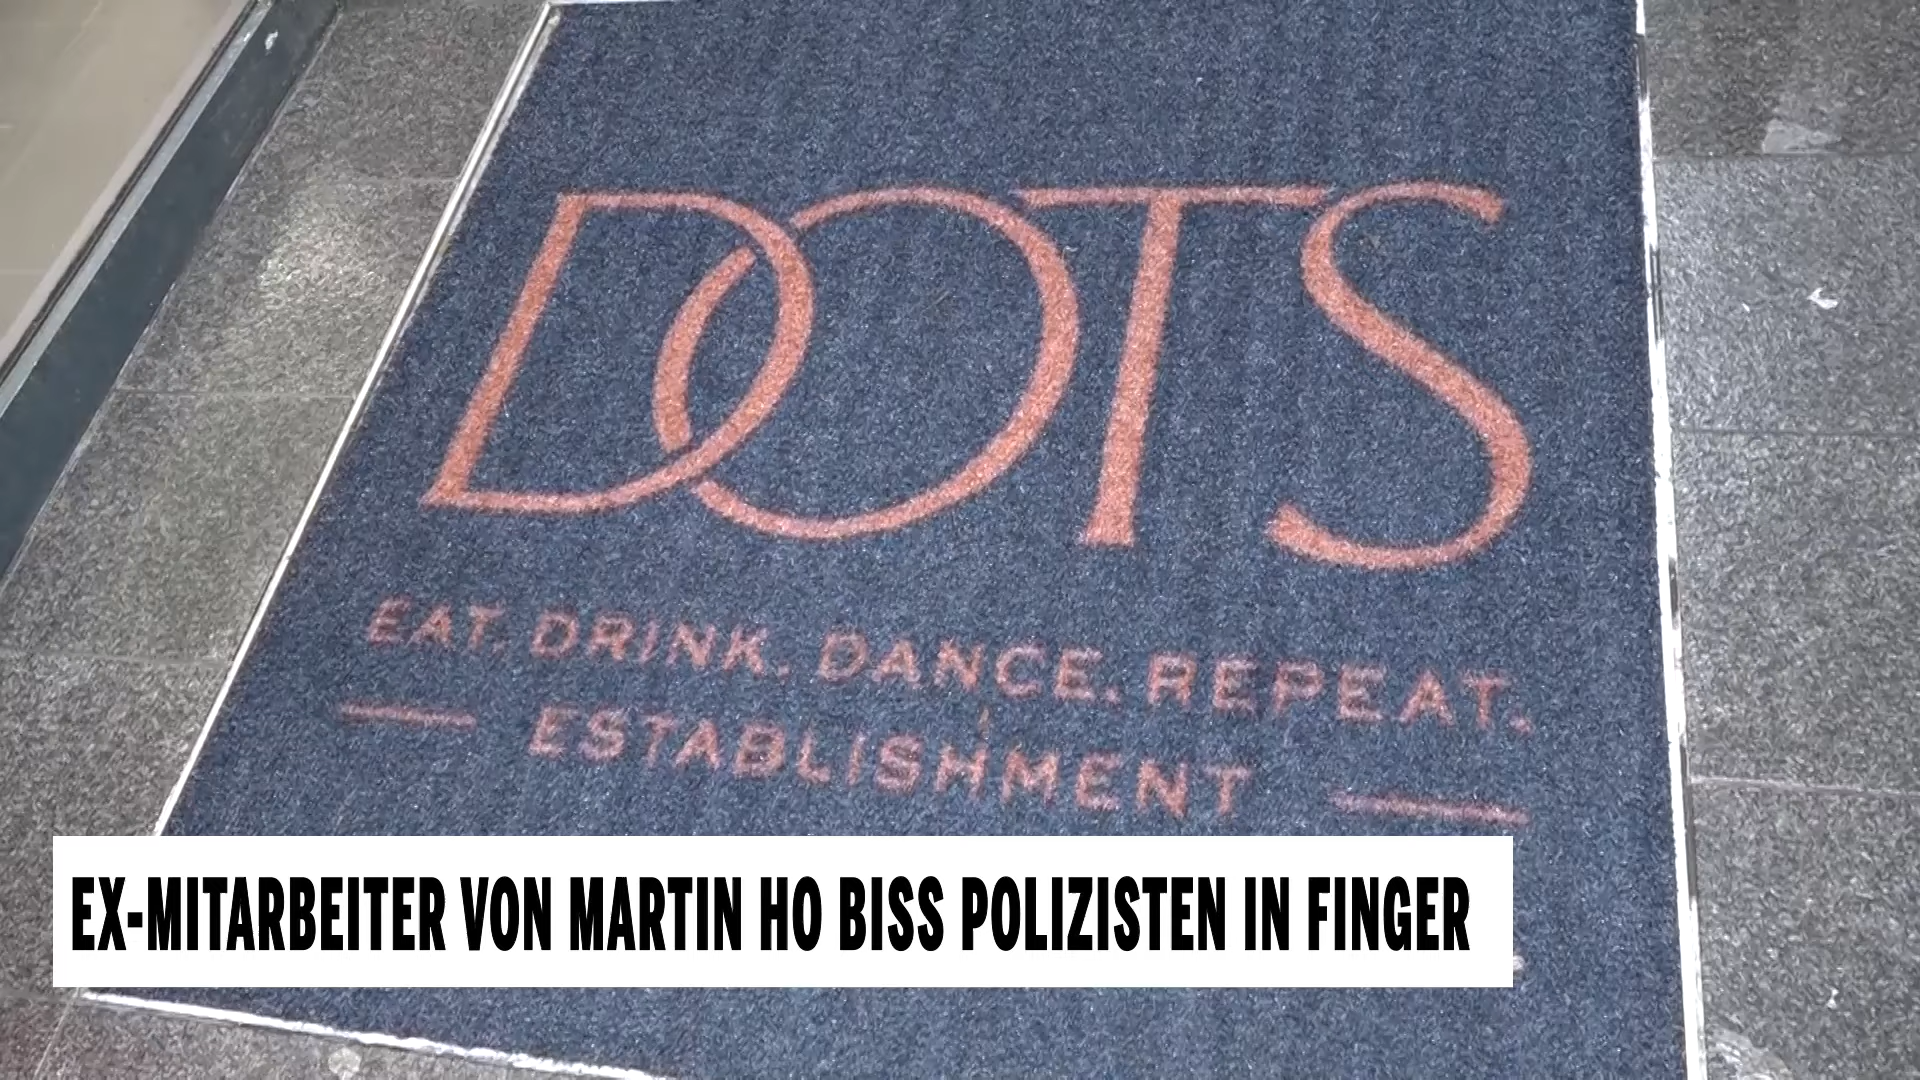 DOTS
EAT. DRINK. DANCE. REPEAT.
ESTABLISHMENT
EX-MITARBEITER VON MARTIN HO BISS POLIZISTEN IN FINGER